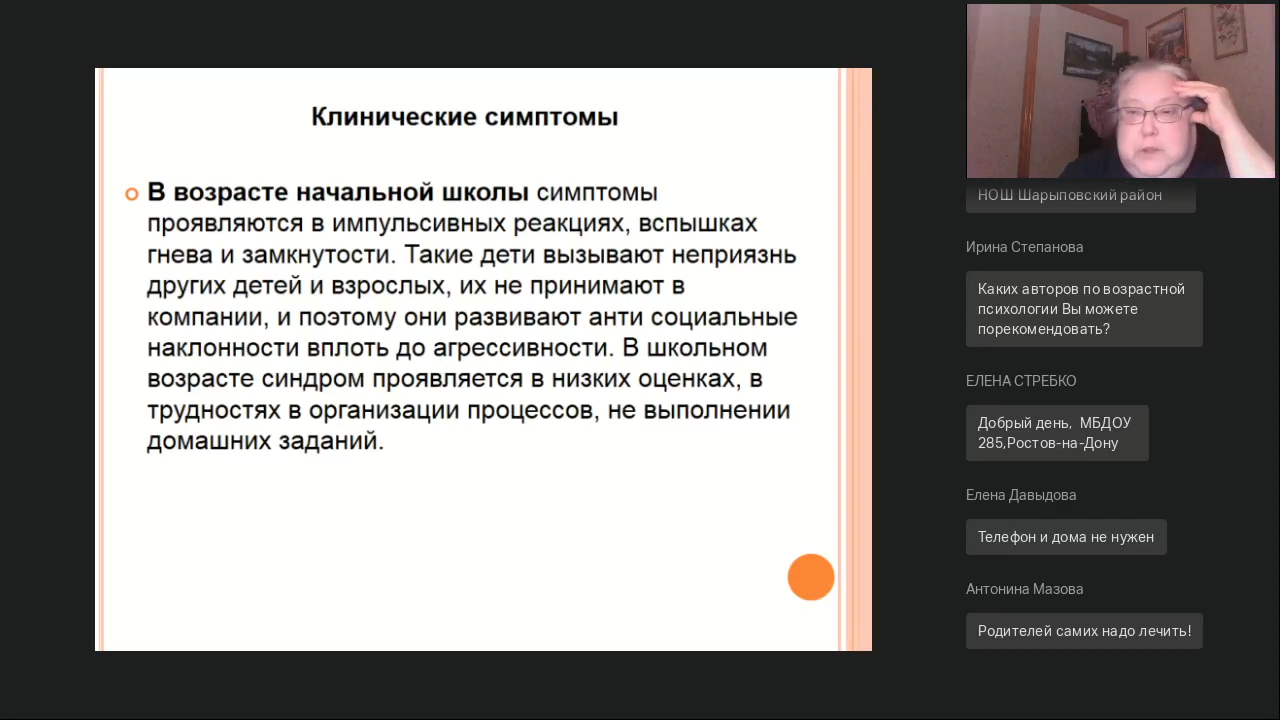 Клинические симптомы
В возрасте начальной школы симптомы
проявляются в импульсивных реакциях, вспышках
гнева и замкнутости. Такие дети вызывают неприязнь
других детей и взрослых, их не принимают в
компании, и поэтому они развивают анти социальные
наклонности вплоть до агрессивности. В школьном
возрасте синдром проявляется в низких оценках, в
трудностях в организации процессов, не выполнении
домашних заданий.
НОШ Шарыповский район
Ирина Степанова
Каких авторов по возрастной
психологии Вы можете
порекомендовать?
ЕЛЕНА СТРЕБКО
Добрый день,  МБДОУ
285,Ростов-на-Дону
Елена Давыдова
Телефон и дома не нужен
Антонина Мазова
Родителей самих надо лечить!